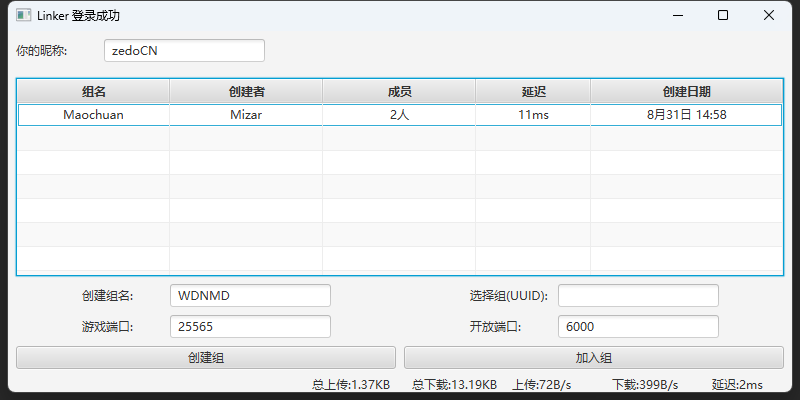 Linker 登录成功
你的昵称: zedoCN
组名 创建者 成员 延迟 创建日期
Maochuan Mizar 2人 11ms 8月31日 14:58
创建组名: WDNMD 选择组(UUID):
游戏端口: 25565 开放端口: 6000
创建组 加入组
总上传:1.37KB 总下载:13.19KB 上传:72B/s 下载:399B/s 延迟:2ms